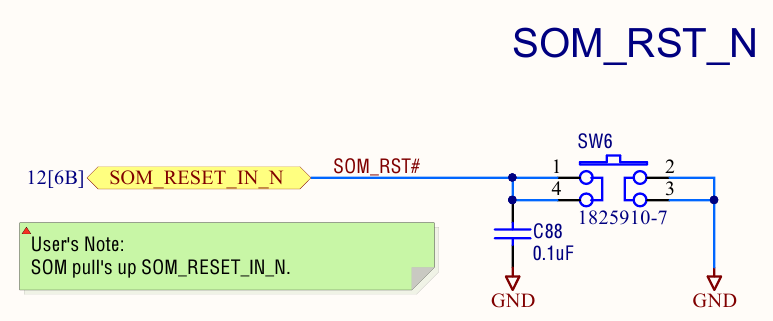 SOM_RST_N
SW6
12[6B] SOM_RESET_IN_N SOM_RST# 1 2
4 3
1825910-7
C88
0.1uF
User's Note:
SOM pull's up SOM_RESET_IN_N.
GND GND